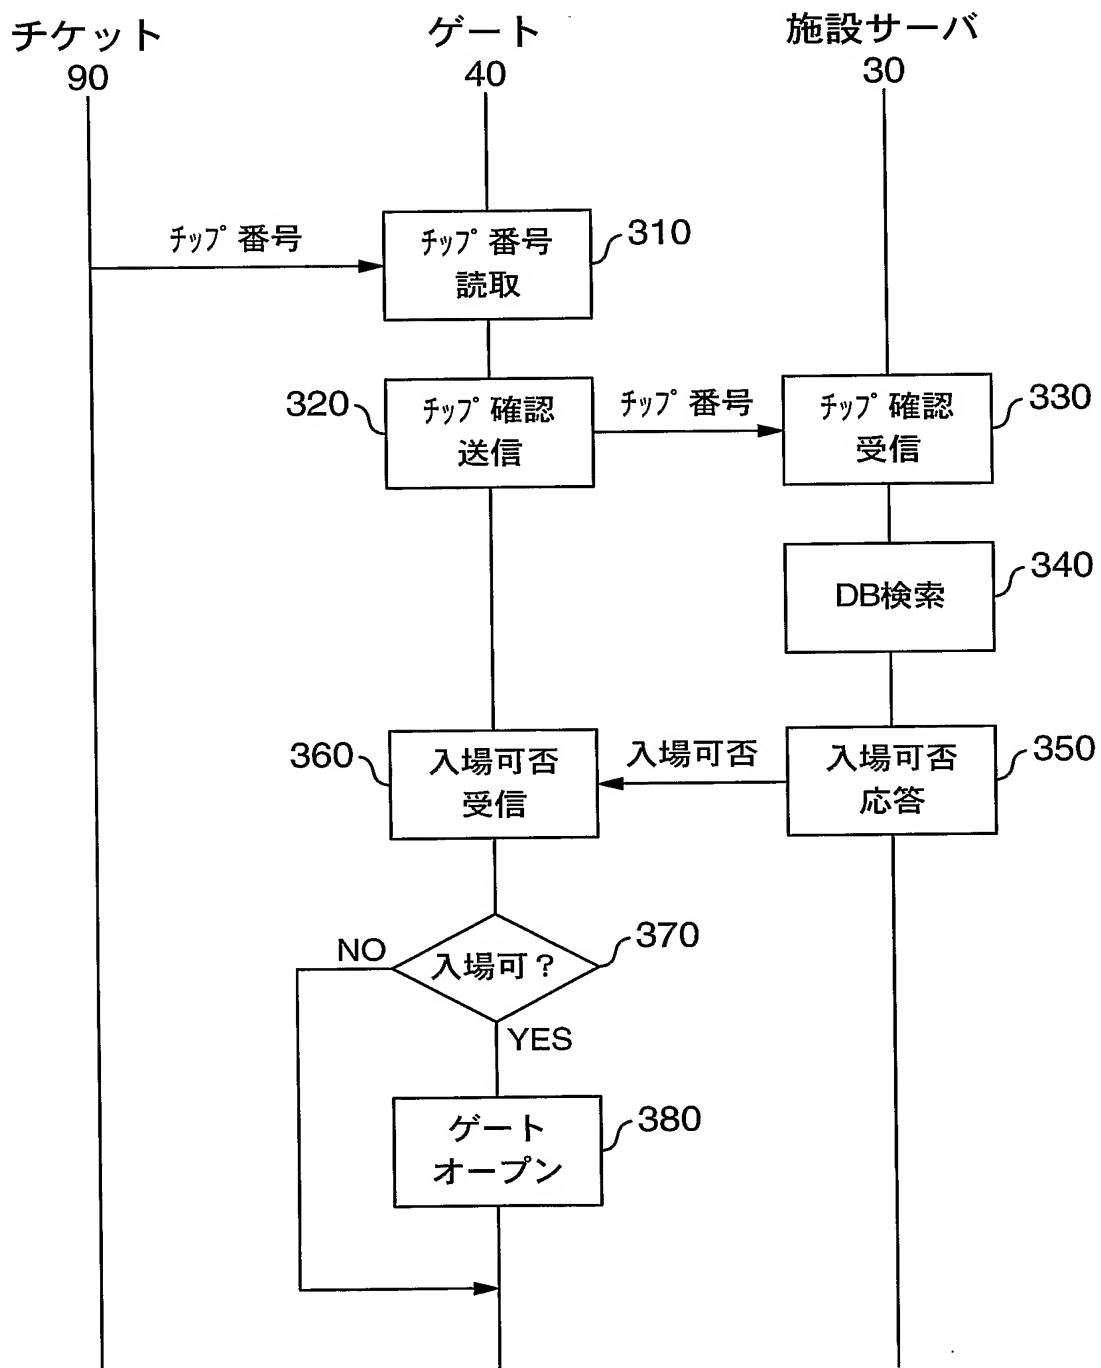 チケット
90
ゲート
40
施設サーバ
30
ﾁｯﾌﾟ番号
ﾁｯﾌﾟ番号
読取
310
320
ﾁｯﾌﾟ確認
送信
ﾁｯﾌﾟ番号
ﾁｯﾌﾟ確認
受信
330
DB検索
340
360
入場可否
受信
入場可否
入場可否
応答
350
NO
入場可?
370
YES
ゲート
オープン
380